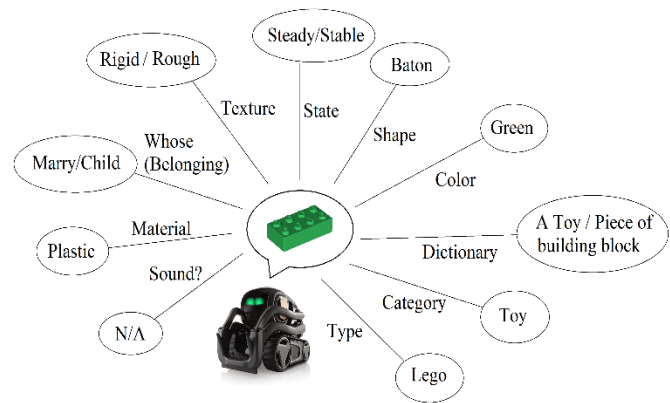 Steady/Stable
Rigid / Rough
Baton
Texture
State
Shape
Green
Whose
(Belonging)
Color
Marry/Child
A Toy / Piece of
building block
Material
Dictionary
Plastic
Sound?
Category
Toy
N/A
Type
Lego